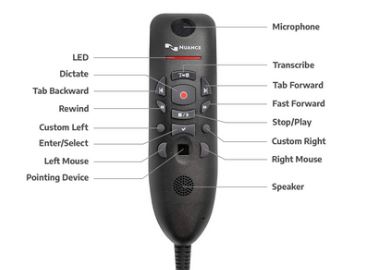 Microphone
NUANCE
LED
Transcribe
Dictate
Tab Forward
Tab Backward
Fast Forward
Rewind
Stop/Play
Custom Left
Custom Right
Enter/Select
Right Mouse
Left Mouse
Pointing Device
Speaker